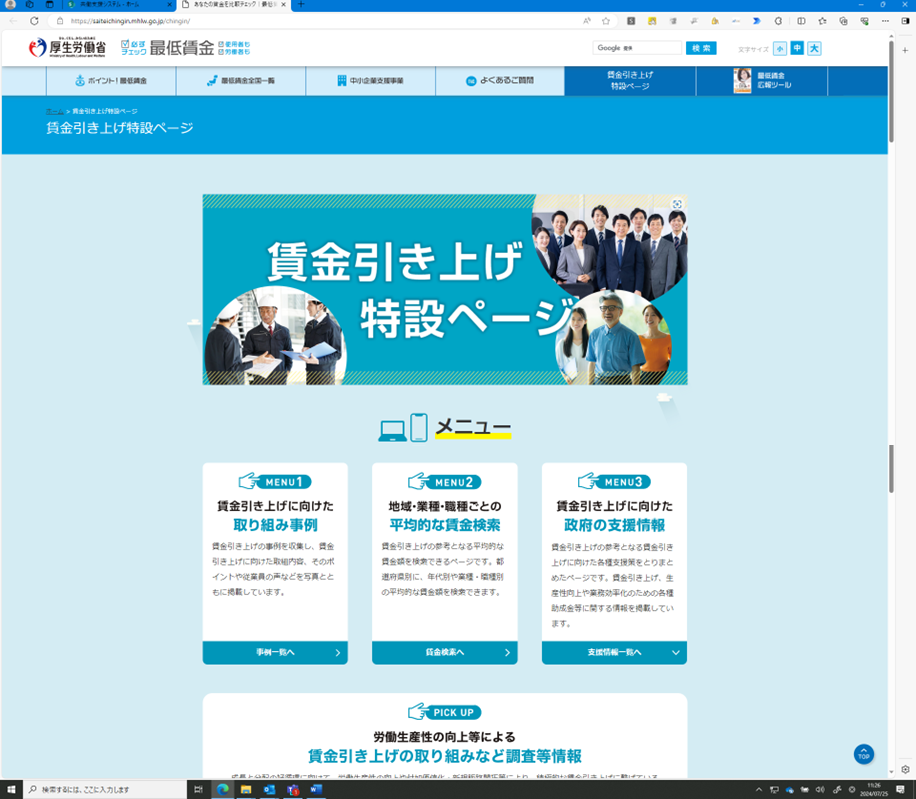 https://saiteichingin.mhlw.go.jp/chingin/
厚生労働省
必ず
チェック
最低賃金
使用者も
労働者も
Google 検索
検索
文字サイズ
小
中
大
ポイント!最低賃金
最低賃金全国一覧
中小企業支援事業
よくあるご質問
賃金引き上げ
特設ページ
最低賃金
広報ツール
ホーム > 賃金引き上げ特設ページ
賃金引き上げ特設ページ
賃金引き上げ
特設ページ
メニュー
MENU1
賃金引き上げに向けた
取り組み事例
賃金引き上げの事例を収集し、賃金
引き上げに向けた取組内容、そのポ
イントや従業員の声などを写真とと
もに掲載しています。
事例一覧へ
MENU2
地域・業種・職種ごとの
平均的な賃金検索
賃金引き上げの参考となる平均的な
賃金額を検索できるページです。都
道府県別に、年代別や業種・職種別
の平均的な賃金額を検索できます。
賃金検索へ
MENU3
賃金引き上げに向けた
政府の支援情報
賃金引き上げの参考となる賃金引き
上げに向けた各種支援策をとりまと
めたページです。賃金引き上げ、生
産性向上や業務効率化のための各種
助成金等に関する情報を掲載していま
す。
支援情報一覧へ
PICK UP
労働生産性の向上等による
賃金引き上げの取り組みなど調査等情報
TOP
検索するには、ここに入力します
11:26
2024/07/25